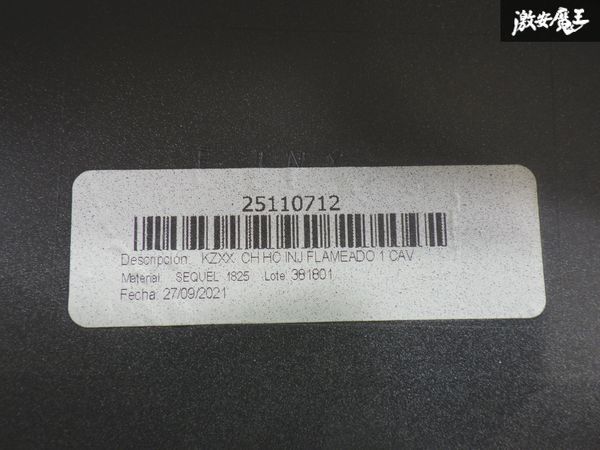 激安魔王
25110712
Descripción: KZXX. CH HC INJ FLAMEADO 1 CAV .
Material: SEQUEL 1825 Lote: 381801
Fecha: 27/09/2021